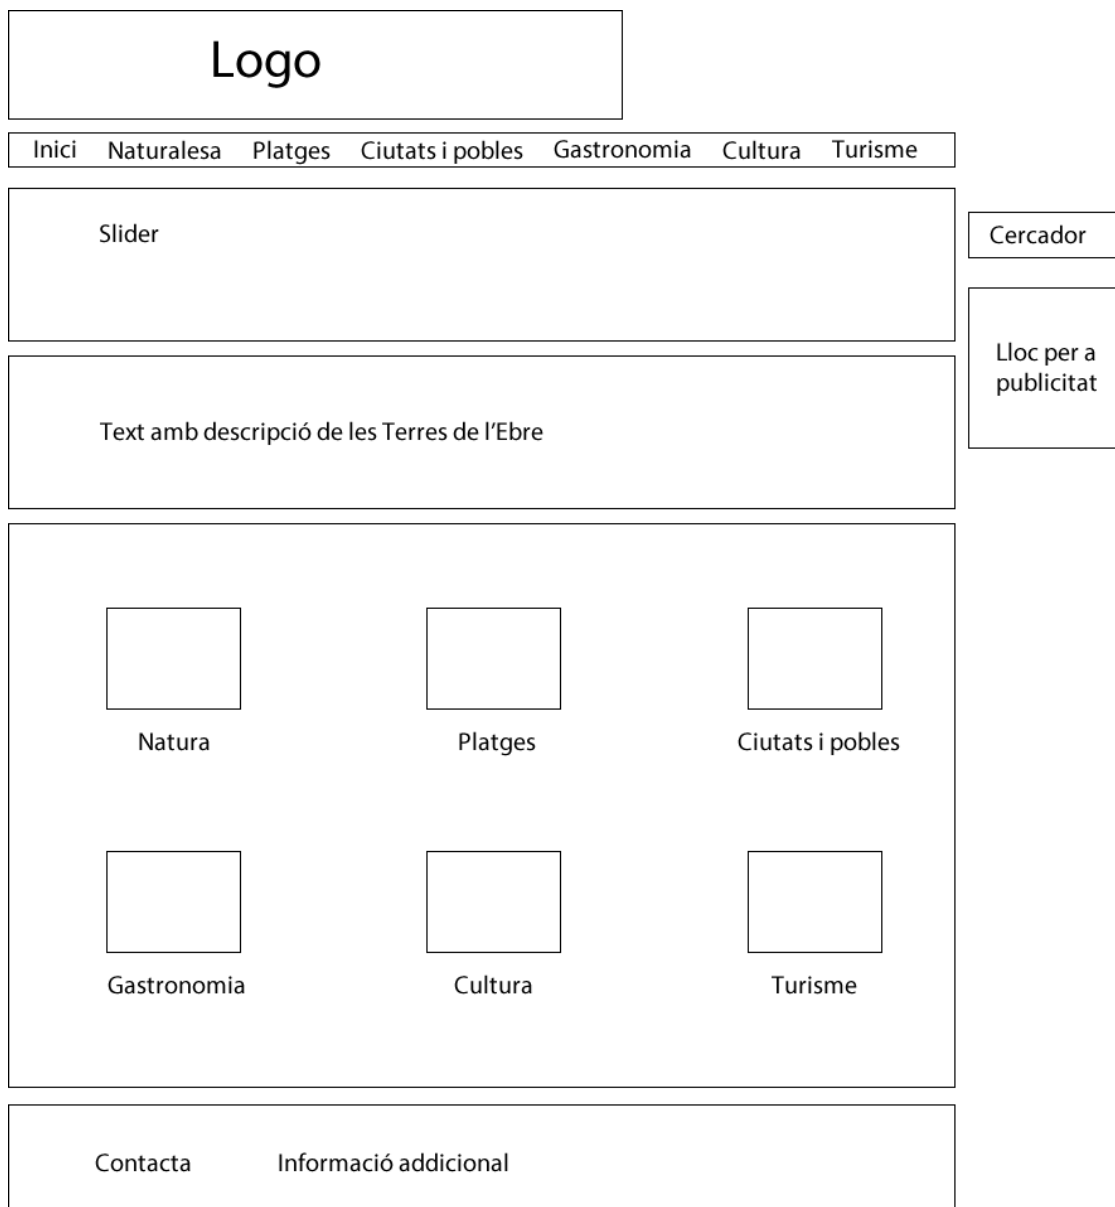 Logo
Inici Naturalesa Platges Ciutats i pobles Gastronomia Cultura Turisme
Slider
Cercador
Lloc per a
publicitat
Text amb descripció de les Terres de l'Ebre
Natura Platges Ciutats i pobles
Gastronomia Cultura Turisme
Contacta Informació addicional